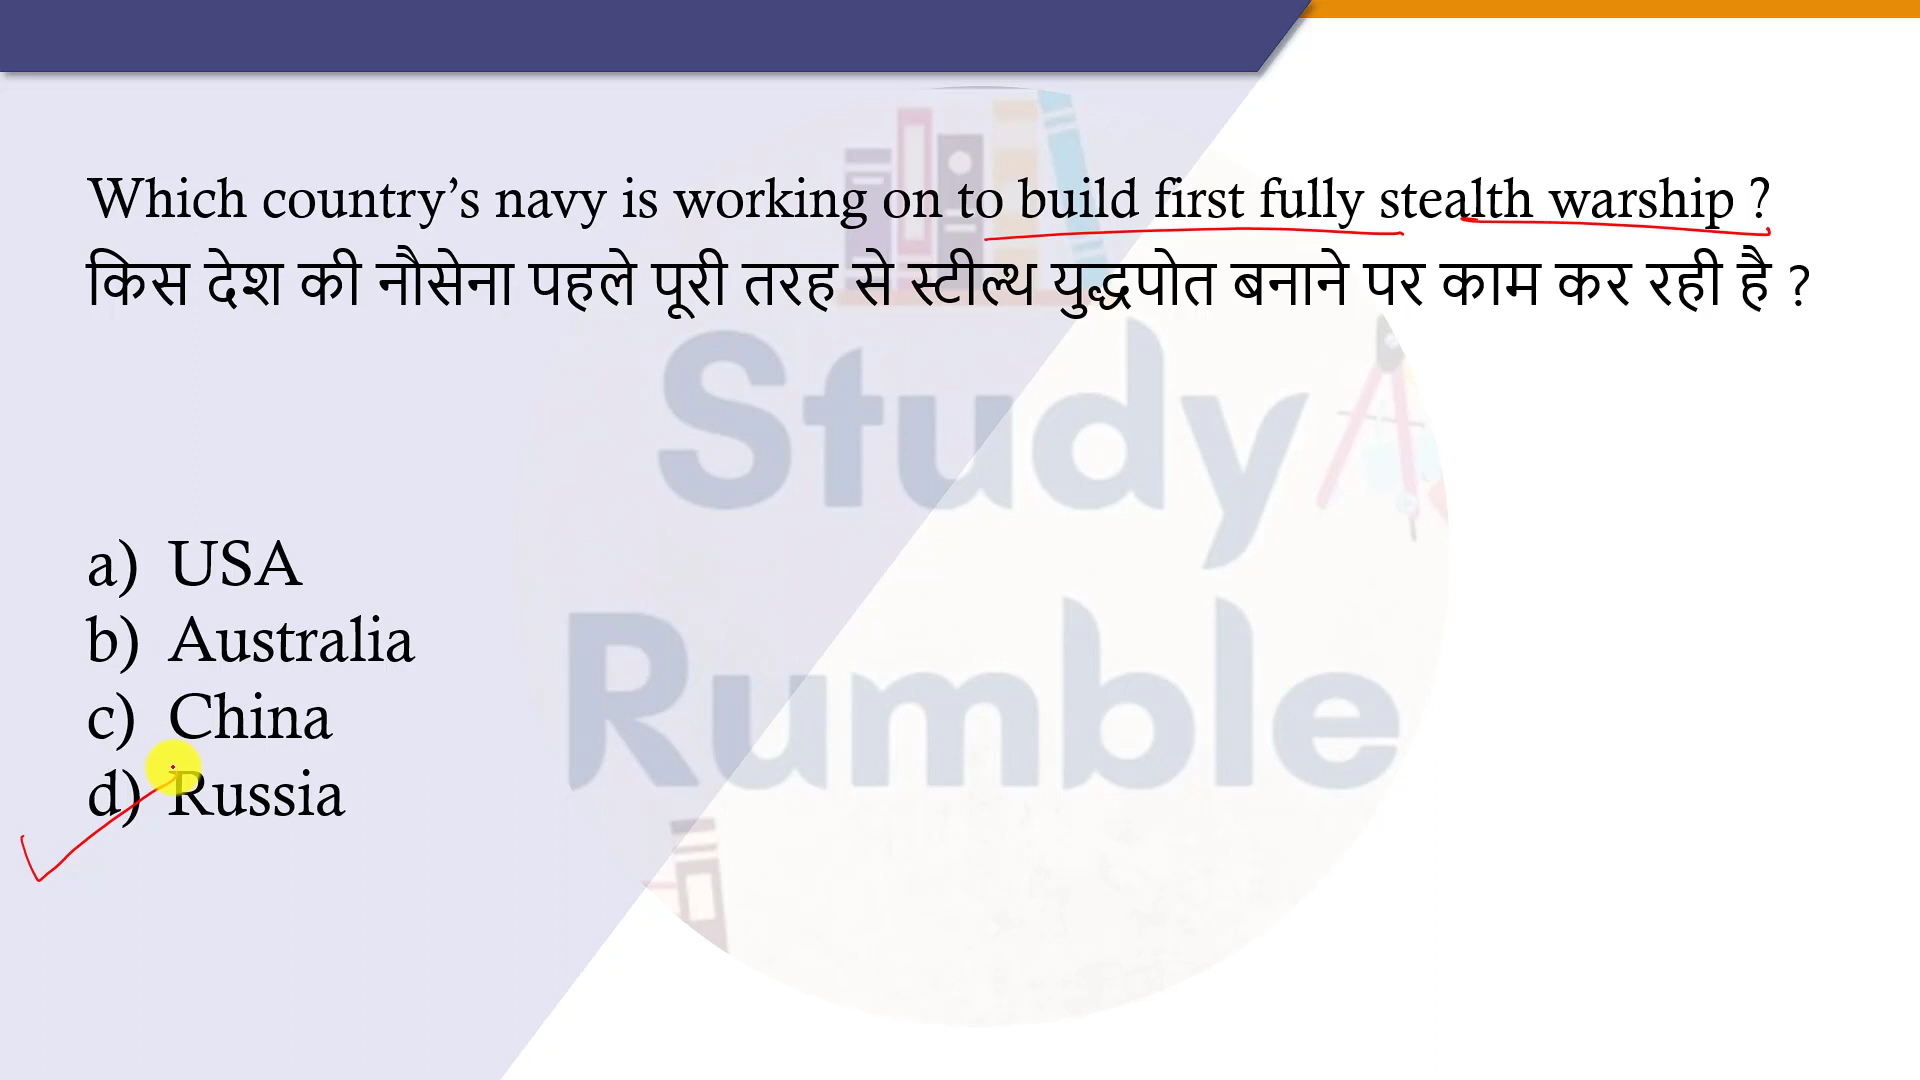 Which country’s navy is working on to build first fully stealth warship ?
किस देश की नौसेना पहले पूरी तरह से स्टील्थ युद्धपोत बनाने पर काम कर रही है ?
Study
Rumble
a) USA
b) Australia
c) China
d) Russia